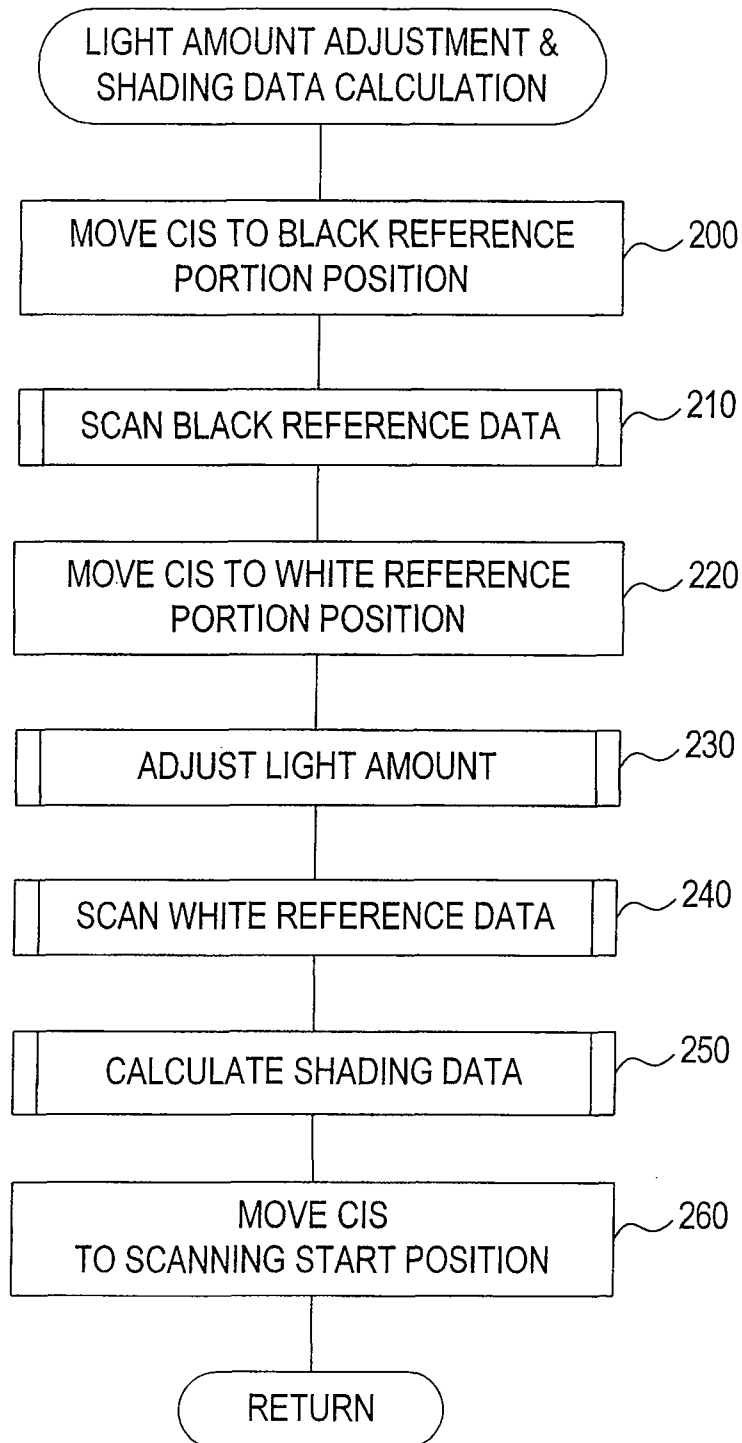 LIGHT AMOUNT ADJUSTMENT &
SHADING DATA CALCULATION
MOVE CIS TO BLACK REFERENCE
PORTION POSITION
200
SCAN BLACK REFERENCE DATA
210
MOVE CIS TO WHITE REFERENCE
PORTION POSITION
220
ADJUST LIGHT AMOUNT
230
SCAN WHITE REFERENCE DATA
240
CALCULATE SHADING DATA
250
MOVE CIS
TO SCANNING START POSITION
260
RETURN